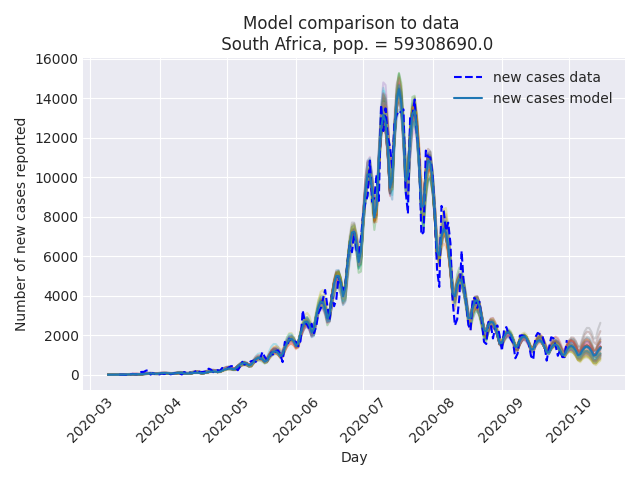 Model comparison to data
South Africa, pop. = 59308690.0
new cases data
new cases model
Number of new cases reported
16000
14000
12000
10000
8000
6000
4000
2000
0
2020-03
2020-04
2020-05
2020-06
2020-07
2020-08
2020-09
2020-10
Day